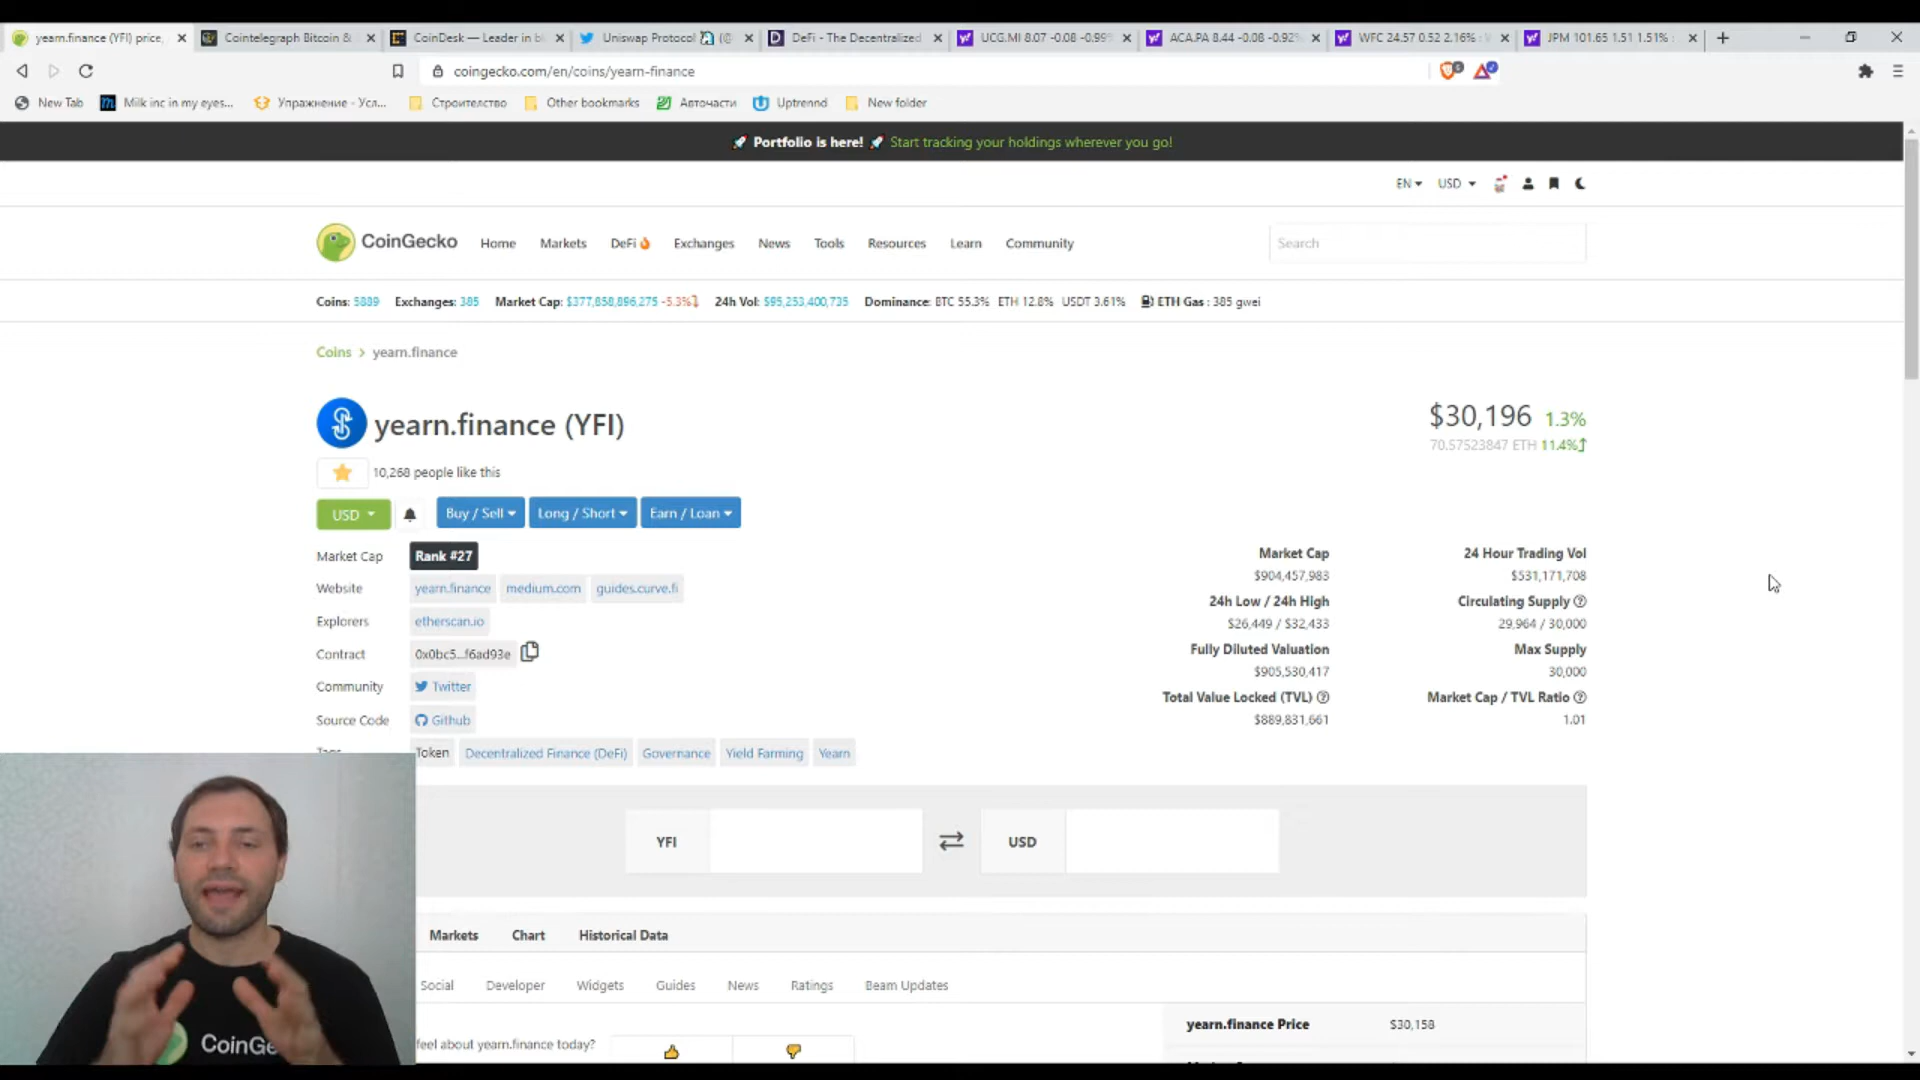 yearn.finance (YFI) price,
Cointelegraph Bitcoin &
CoinDesk — Leader in b
Uniswap Protocol
DeFi - The Decentralized
UCG.MI 8.07 -0.08 -0.99%
ACA.PA 8.44 -0.08 -0.92%
WFC 24.57 0.52 2.16% :
JPM 101.65 1.51 1.51% :
coingecko.com/en/coins/yearn-finance
New Tab
Milk inc in my eyes...
Упражнение - Усл...
Строителство
Other bookmarks
Авточасти
Uptrennd
New folder
Portfolio is here! Start tracking your holdings wherever you go!
EN USD
CoinGecko Home Markets DeFi Exchanges News Tools Resources Learn Community Search
Coins: 5889 Exchanges: 385 Market Cap: $377,858,896,275 -5.3% 24h Vol: $95,253,400,735 Dominance: BTC 55.3% ETH 12.8% USDT 3.61% ETH Gas : 385 gwei
Coins > yearn.finance
yearn.finance (YFI)
$30,196 1.3%
70.57523847 ETH 11.4%
10,268 people like this
USD Buy / Sell Long / Short Earn / Loan
Market Cap Rank #27
Website yearn.finance medium.com guides.curve.fi
Explorers etherscan.io
Contract 0x0bc5...f6ad93e
Community Twitter
Source Code Github
Tags Token Decentralized Finance (DeFi) Governance Yield Farming Yearn
Market Cap
$904,457,983
24 Hour Trading Vol
$531,171,708
24h Low / 24h High
$26,449 / $32,433
Circulating Supply
29,964 / 30,000
Fully Diluted Valuation
$905,530,417
Max Supply
30,000
Total Value Locked (TVL)
$889,831,661
Market Cap / TVL Ratio
1.01
YFI
USD
Markets Chart Historical Data
Social Developer Widgets Guides News Ratings Beam Updates
feel about yearn.finance today?
yearn.finance Price $30,158
CoinGe